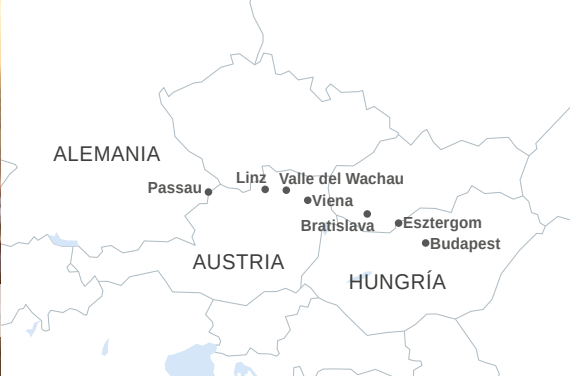 ALEMANIA
Passau
Linz
Valle del Wachau
Viena
Bratislava
Esztergom
Budapest
AUSTRIA
HUNGRÍA